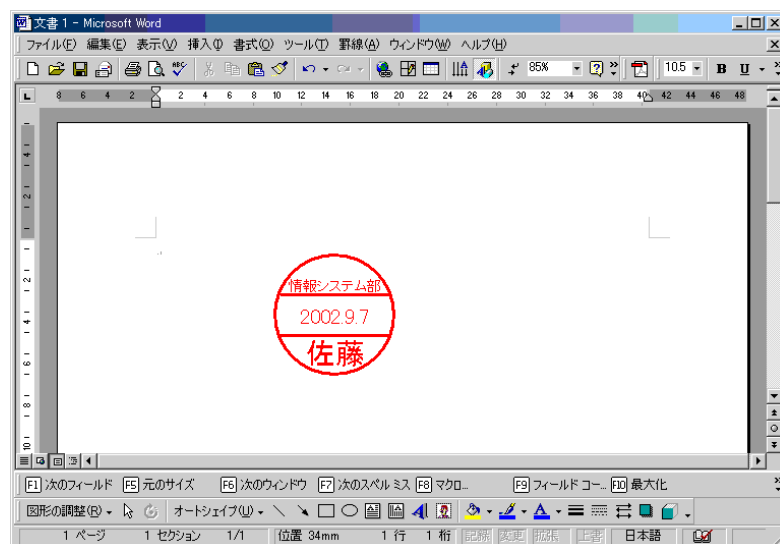 文書 1 - Microsoft Word
ファイル(F) 編集(E) 表示(V) 挿入(I) 書式(O) ツール(T) 罫線(A) ウィンドウ(W) ヘルプ(H)
85% 10.5 B U
8 6 4 2 2 4 6 8 10 12 14 16 18 20 22 24 26 28 30 32 34 36 38 40 42 44 46 48
情報システム部
2002.9.7
佐藤
F1 次のフィールド F5 元のサイズ F6 次のウィンドウ F7 次のスペル ミス F8 マクロ... F9 フィールド コー... F10 最大化
図形の調整(R) オートシェイプ(U)
1 ページ 1 セクション 1/1 位置 34mm 1 行 1 桁 記録 変更 拡張 上書 日本語